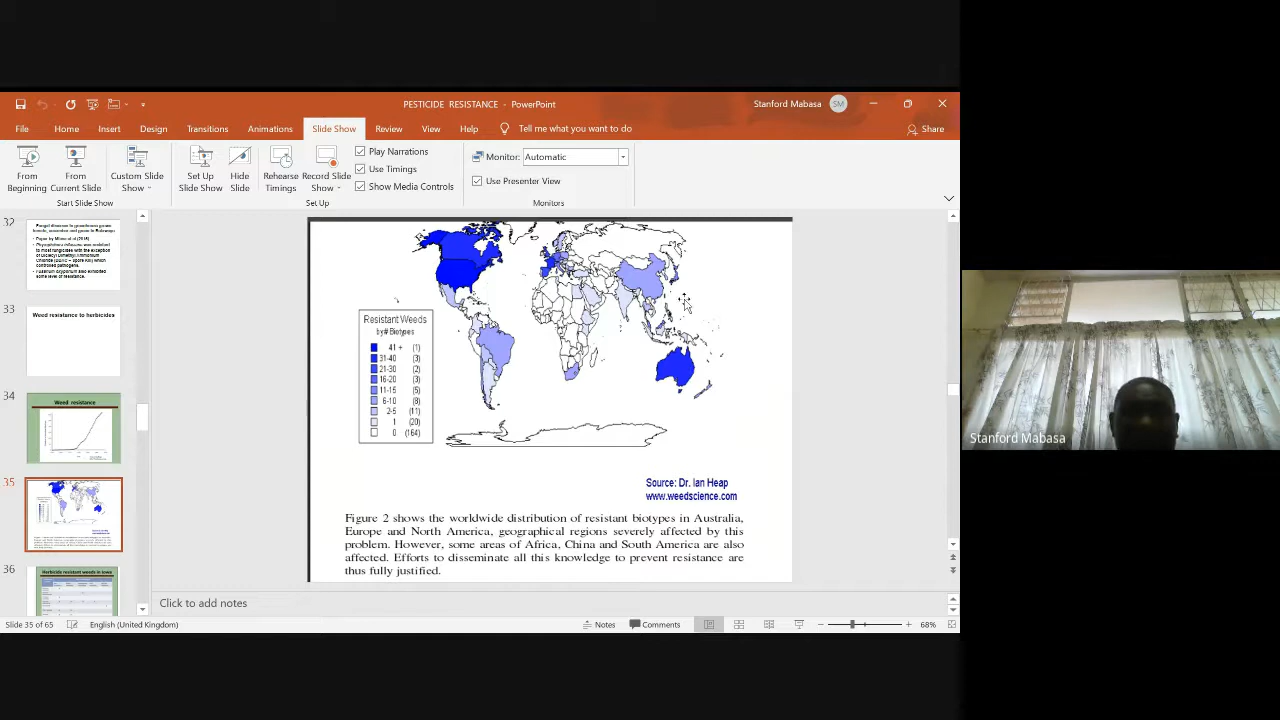 PESTICIDE RESISTANCE - PowerPoint
Stanford Mabasa
SM
File Home Insert Design Transitions Animations Slide Show Review View Help Tell me what you want to do
Share
From Beginning
From Current Slide
Custom Slide Show
Set Up Slide Show
Hide Slide
Rehearse Timings
Record Slide Show
Play Narrations
Use Timings
Show Media Controls
Monitor: Automatic
Use Presenter View
Start Slide Show
Set Up
Monitors
32
33
Weed resistance to herbicides
34
Weed resistance
35
36
Herbicide resistant weeds in Iowa
Resistant Weeds
by # Biotypes
41 + (1)
31-40 (3)
21-30 (2)
16-20 (3)
11-15 (5)
6-10 (8)
2-5 (11)
1 (20)
0 (164)
Source: Dr. Ian Heap
www.weedscience.com
Figure 2 shows the worldwide distribution of resistant biotypes in Australia,
Europe and North America, geographical regions severely affected by this
problem. However, some areas of Africa, China and South America are also
affected. Efforts to disseminate all this knowledge to prevent resistance are
thus fully justified.
Click to add notes
Slide 35 of 65
English (United Kingdom)
Notes
Comments
68%
Stanford Mabasa